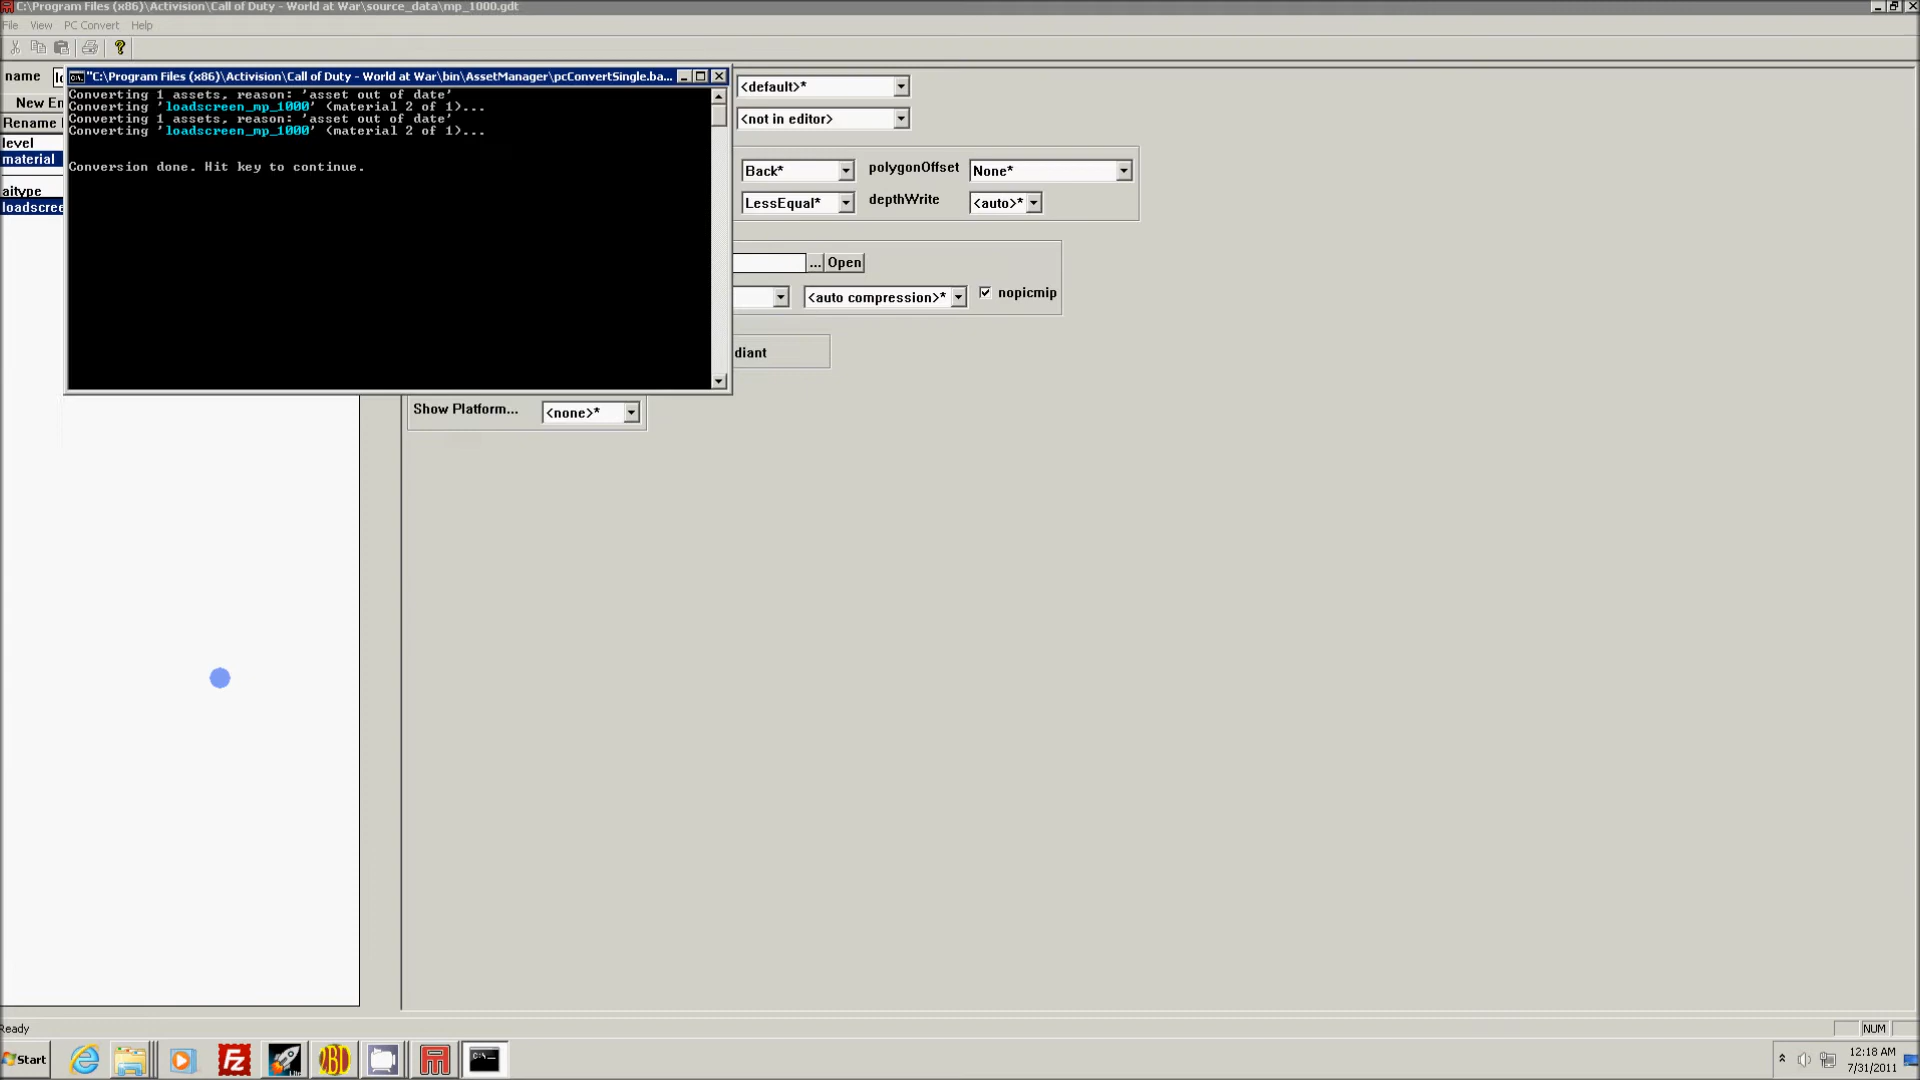 C:\Program Files (x86)\Activision\Call of Duty - World at War\source_data\mp_1000.gdt
File View PC Convert Help
name
"C:\Program Files (x86)\Activision\Call of Duty - World at War\bin\AssetManager\pcConvertSingle.ba...
<default>*
Converting 1 assets, reason: 'asset out of date'
Converting 'loadscreen_mp_1000' (material 2 of 1)...
Converting 1 assets, reason: 'asset out of date'
Converting 'loadscreen_mp_1000' (material 2 of 1)...
Conversion done. Hit key to continue.
New En
Rename
level
material
aitype
loadscree
<not in editor>
Back* polygonOffset None*
LessEqual* depthWrite <auto>*
... Open
<auto compression>* nopicmip
diant
Show Platform... <none>*
Ready
NUM
Start
12:18 AM
7/31/2011